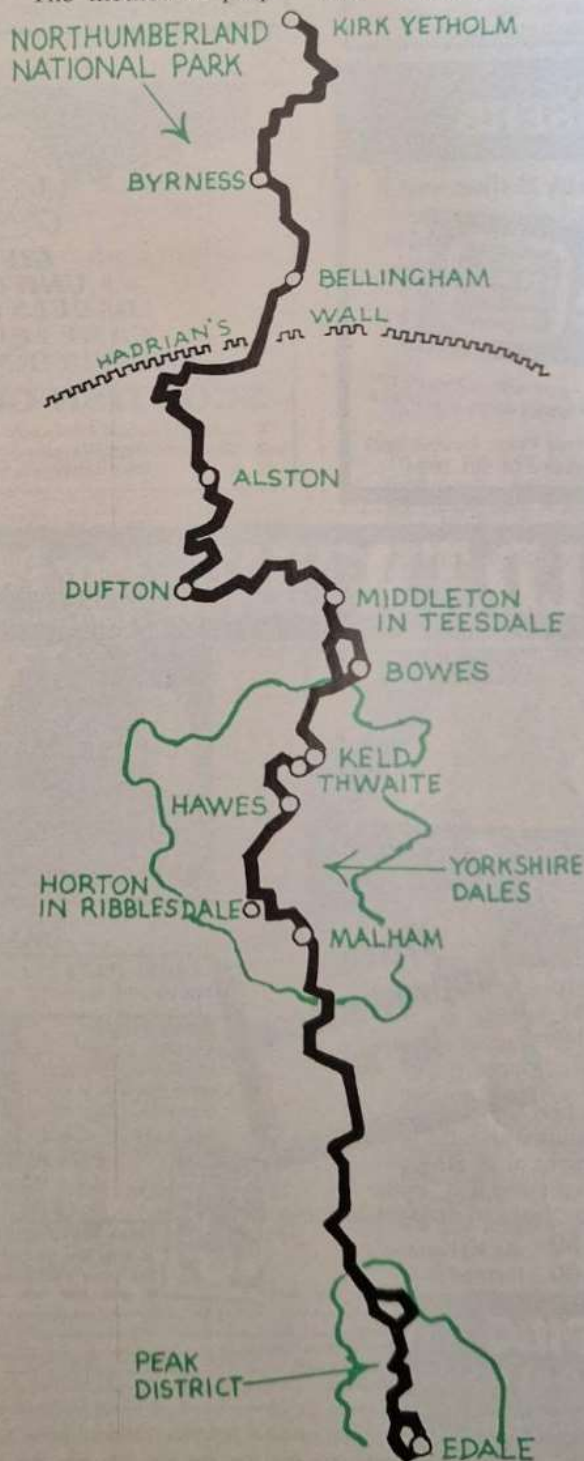 NORTHUMBERLAND
NATIONAL PARK
KIRK YETHOLM
BYRNESS
BELLINGHAM
HADRIAN'S WALL
ALSTON
DUFTON
MIDDLETON
IN TEESDALE
BOWES
KELD
THWAITE
HAWES
YORKSHIRE
DALES
HORTON
IN RIBBLESDALE
MALHAM
PEAK
DISTRICT
EDALE